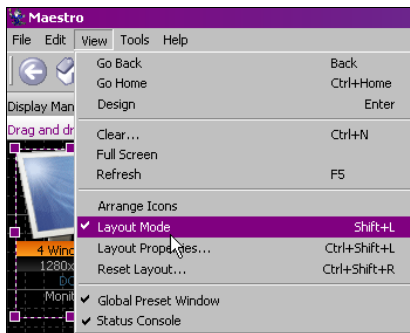 Maestro
File Edit View Tools Help
Go Back Back
Go Home Ctrl+Home
Design Enter
Display Man
Drag and dr
Clear... Ctrl+N
Full Screen
Refresh F5
Arrange Icons
Layout Mode Shift+L
Layout Properties... Ctrl+Shift+L
Reset Layout... Ctrl+Shift+R
4 Winc
1280x
DC
Monit
Global Preset Window
Status Console